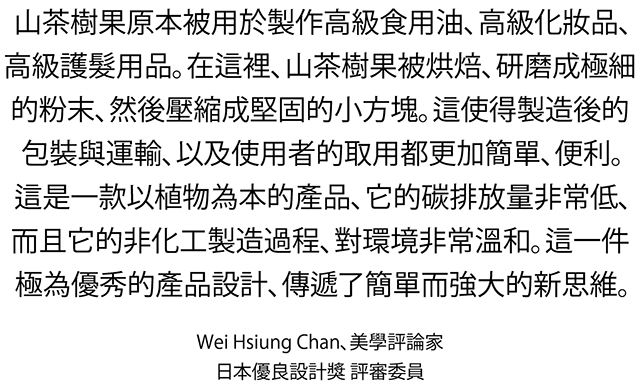 山茶樹果原本被用於製作高級食用油、高級化妝品、
高級護髮用品。在這裡、山茶樹果被烘焙、研磨成極細
的粉末、然後壓縮成堅固的小方塊。這使得製造後的
包裝與運輸、以及使用者的取用都更加簡單、便利。
這是一款以植物為本的產品、它的碳排放量非常低、
而且它的非化工製造過程、對環境非常溫和。這一件
極為優秀的產品設計、傳遞了簡單而強大的新思維。
Wei Hsiung Chan、美學評論家
日本優良設計獎 評審委員